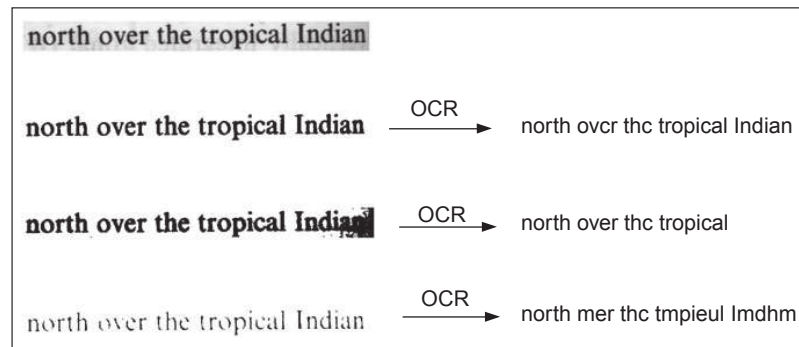 north over the tropical Indian
OCR
north over the tropical Indian north ovcr thc tropical Indian
OCR
north over the tropical Indian north over thc tropical
OCR
north over the tropical Indian north mer thc tmpieul Imdhm